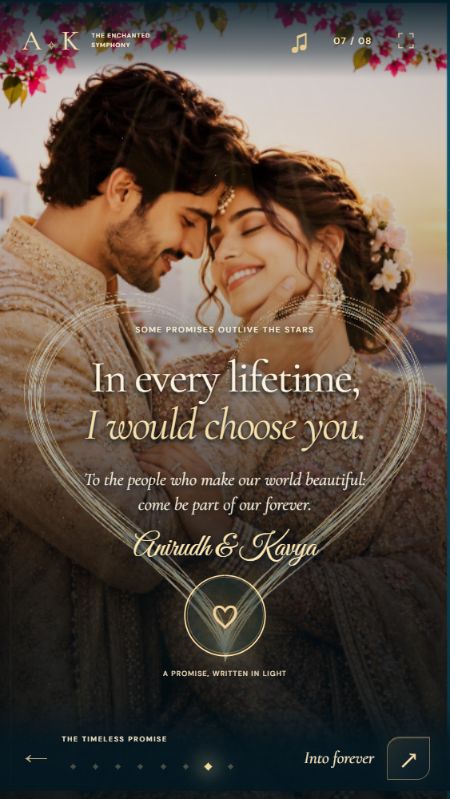 A K
THE ENCHANTED
SYMPHONY
07 / 08
SOME PROMISES OUTLIVE THE STARS
In every lifetime,
I would choose you.
To the people who make our world beautiful:
come be part of our forever.
Anirudh & Kavya
A PROMISE, WRITTEN IN LIGHT
THE TIMELESS PROMISE
← Into forever ↗